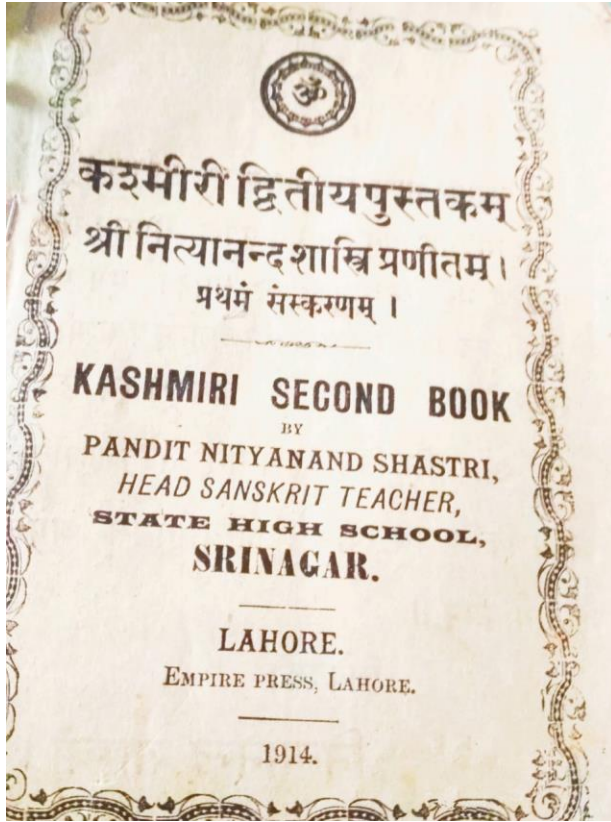 ॐ
कश्मीरी द्वितीयपुस्तकम्
श्री नित्यानन्दशास्त्रि प्रणीतम् ।
प्रथमं संस्करणम् ।
KASHMIRI SECOND BOOK
BY
PANDIT NITYANAND SHASTRI,
HEAD SANSKRIT TEACHER,
STATE HIGH SCHOOL,
SRINAGAR.
LAHORE.
EMPIRE PRESS, LAHORE.
1914.